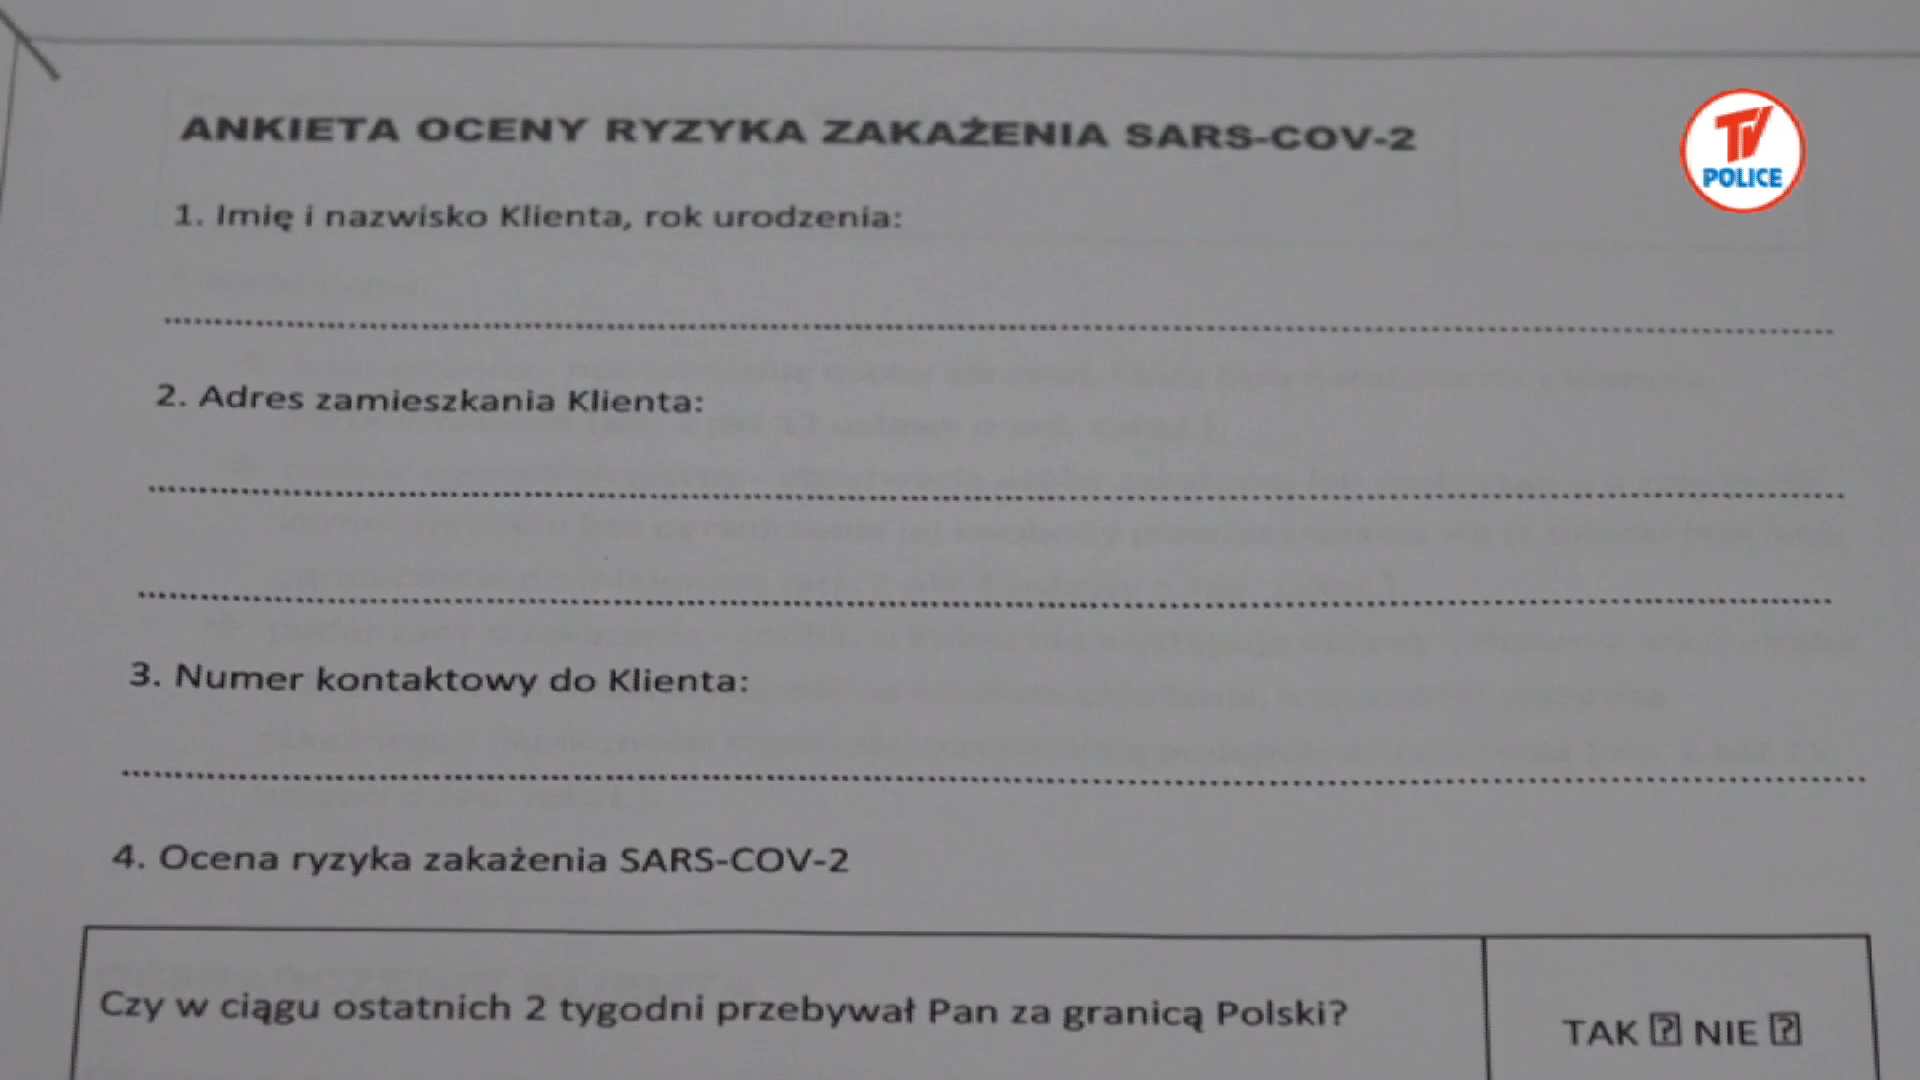 ANKIETA OCENY RYZYKA ZAKAŻENIA SARS-COV-2
TV
POLICE
1. Imię i nazwisko Klienta, rok urodzenia:
2. Adres zamieszkania Klienta:
3. Numer kontaktowy do Klienta:
4. Ocena ryzyka zakażenia SARS-COV-2
Czy w ciągu ostatnich 2 tygodni przebywał Pan za granicą Polski?
TAK ⍰ NIE ⍰